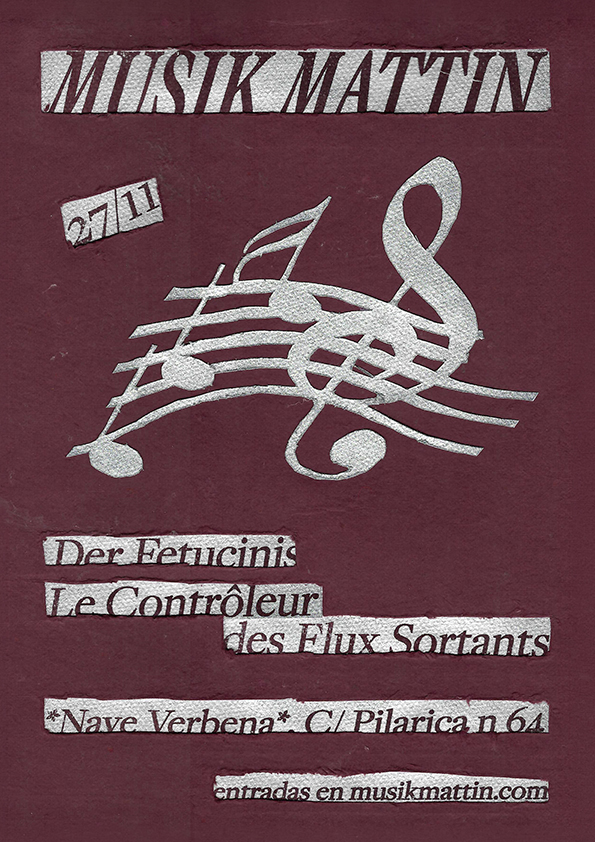 MUSIK MATTIN
27/11
Der Fetucinis
Le Contrôleur
des Flux Sortants
*Nave Verbena*. C/ Pilarica n 64
entradas en musikmattin.com